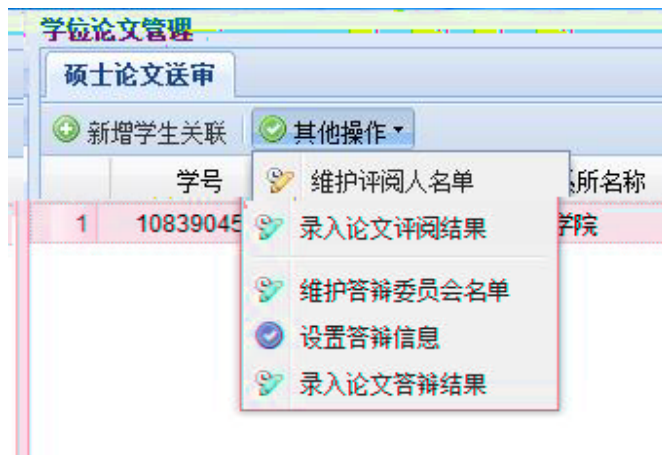 学位论文管理
硕士论文送审
新增学生关联 其他操作
学号 所名称
维护评阅人名单
1 10839045 学院
录入论文评阅结果
维护答辩委员会名单
设置答辩信息
录入论文答辩结果